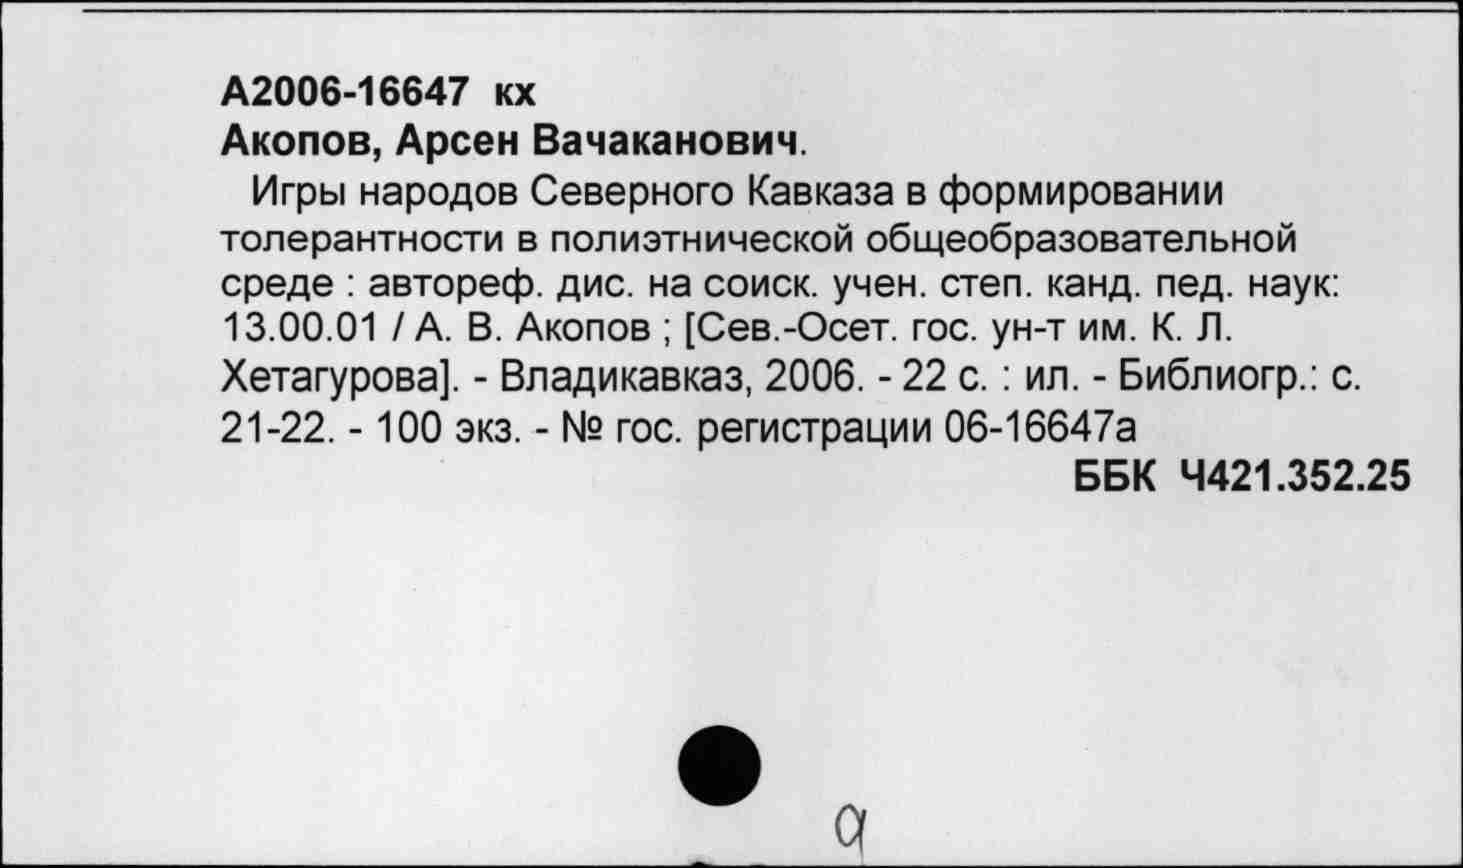 А2006-16647 кх
Акопов, Арсен Вачаканович.
Игры народов Северного Кавказа в формировании
толерантности в полиэтнической общеобразовательной
среде : автореф. дис. на соиск. учен. степ. канд. пед. наук:
13.00.01 / А. В. Акопов ; [Сев.-Осет. гос. ун-т им. К. Л.
Хетагурова]. - Владикавказ, 2006. - 22 с. : ил. - Библиогр.: с.
21-22. - 100 экз. - № гос. регистрации 06-16647а
ББК Ч421.352.25